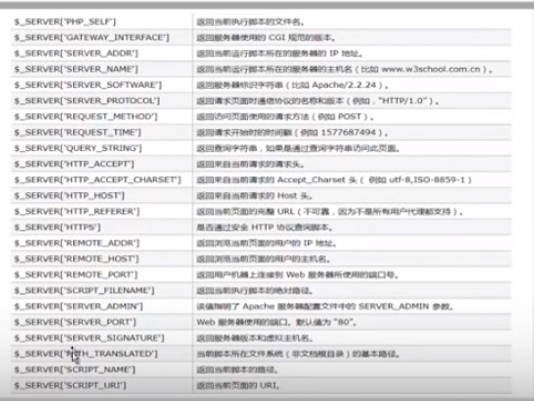 $_SERVER['PHP_SELF'] 返回当前执行脚本的文件名。
$_SERVER['GATEWAY_INTERFACE'] 返回服务器使用的 CGI 规范的版本。
$_SERVER['SERVER_ADDR'] 返回当前运行脚本所在的服务器的 IP 地址。
$_SERVER['SERVER_NAME'] 返回当前运行脚本所在的服务器的主机名（比如 www.w3school.com.cn）。
$_SERVER['SERVER_SOFTWARE'] 返回服务器标识字符串（比如 Apache/2.2.24）。
$_SERVER['SERVER_PROTOCOL'] 返回请求页面时通信协议的名称和版本（例如，“HTTP/1.0”）。
$_SERVER['REQUEST_METHOD'] 返回访问页面使用的请求方法（例如 POST）。
$_SERVER['REQUEST_TIME'] 返回请求开始时的时间戳（例如 1577687494）。
$_SERVER['QUERY_STRING'] 返回查询字符串，如果是通过查询字符串访问此页面。
$_SERVER['HTTP_ACCEPT'] 返回来自当前请求的请求头。
$_SERVER['HTTP_ACCEPT_CHARSET'] 返回来自当前请求的 Accept_Charset 头（ 例如 utf-8,ISO-8859-1）
$_SERVER['HTTP_HOST'] 返回来自当前请求的 Host 头。
$_SERVER['HTTP_REFERER'] 返回当前页面的完整 URL（不可靠，因为不是所有用户代理都支持）。
$_SERVER['HTTPS'] 是否通过安全 HTTP 协议查询脚本。
$_SERVER['REMOTE_ADDR'] 返回浏览当前页面的用户的 IP 地址。
$_SERVER['REMOTE_HOST'] 返回浏览当前页面的用户的主机名。
$_SERVER['REMOTE_PORT'] 返回用户机器上连接到 Web 服务器所使用的端口号。
$_SERVER['SCRIPT_FILENAME'] 返回当前执行脚本的绝对路径。
$_SERVER['SERVER_ADMIN'] 该值指明了 Apache 服务器配置文件中的 SERVER_ADMIN 参数。
$_SERVER['SERVER_PORT'] Web 服务器使用的端口。默认值为 “80”。
$_SERVER['SERVER_SIGNATURE'] 返回服务器版本和虚拟主机名。
$_SERVER['PATH_TRANSLATED'] 当前脚本所在文件系统（非文档根目录）的基本路径。
$_SERVER['SCRIPT_NAME'] 返回当前脚本的路径。
$_SERVER['SCRIPT_URI'] 返回当前页面的 URI。